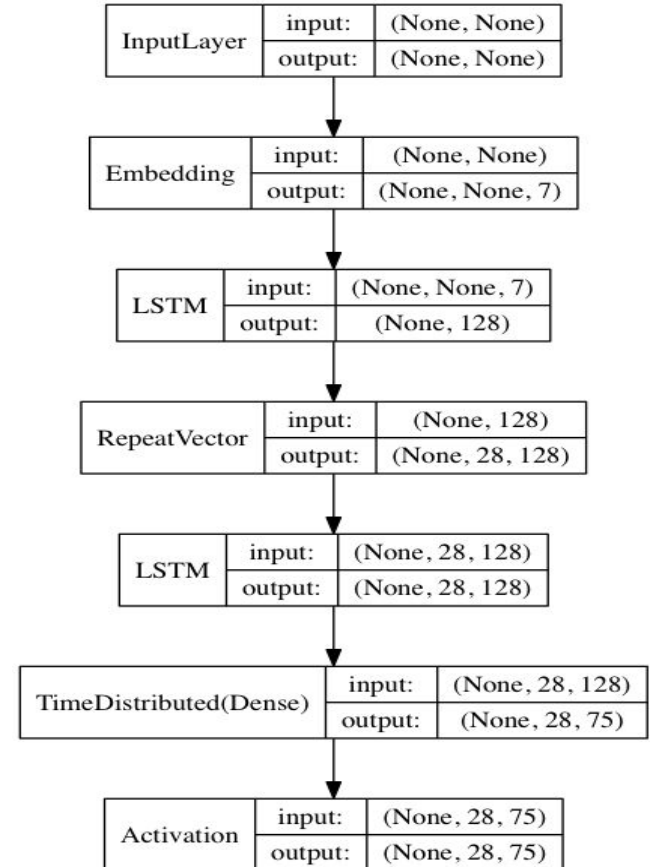 InputLayer
input: (None, None)
output: (None, None)
Embedding
input: (None, None)
output: (None, None, 7)
LSTM
input: (None, None, 7)
output: (None, 128)
RepeatVector
input: (None, 128)
output: (None, 28, 128)
LSTM
input: (None, 28, 128)
output: (None, 28, 128)
TimeDistributed(Dense)
input: (None, 28, 128)
output: (None, 28, 75)
Activation
input: (None, 28, 75)
output: (None, 28, 75)